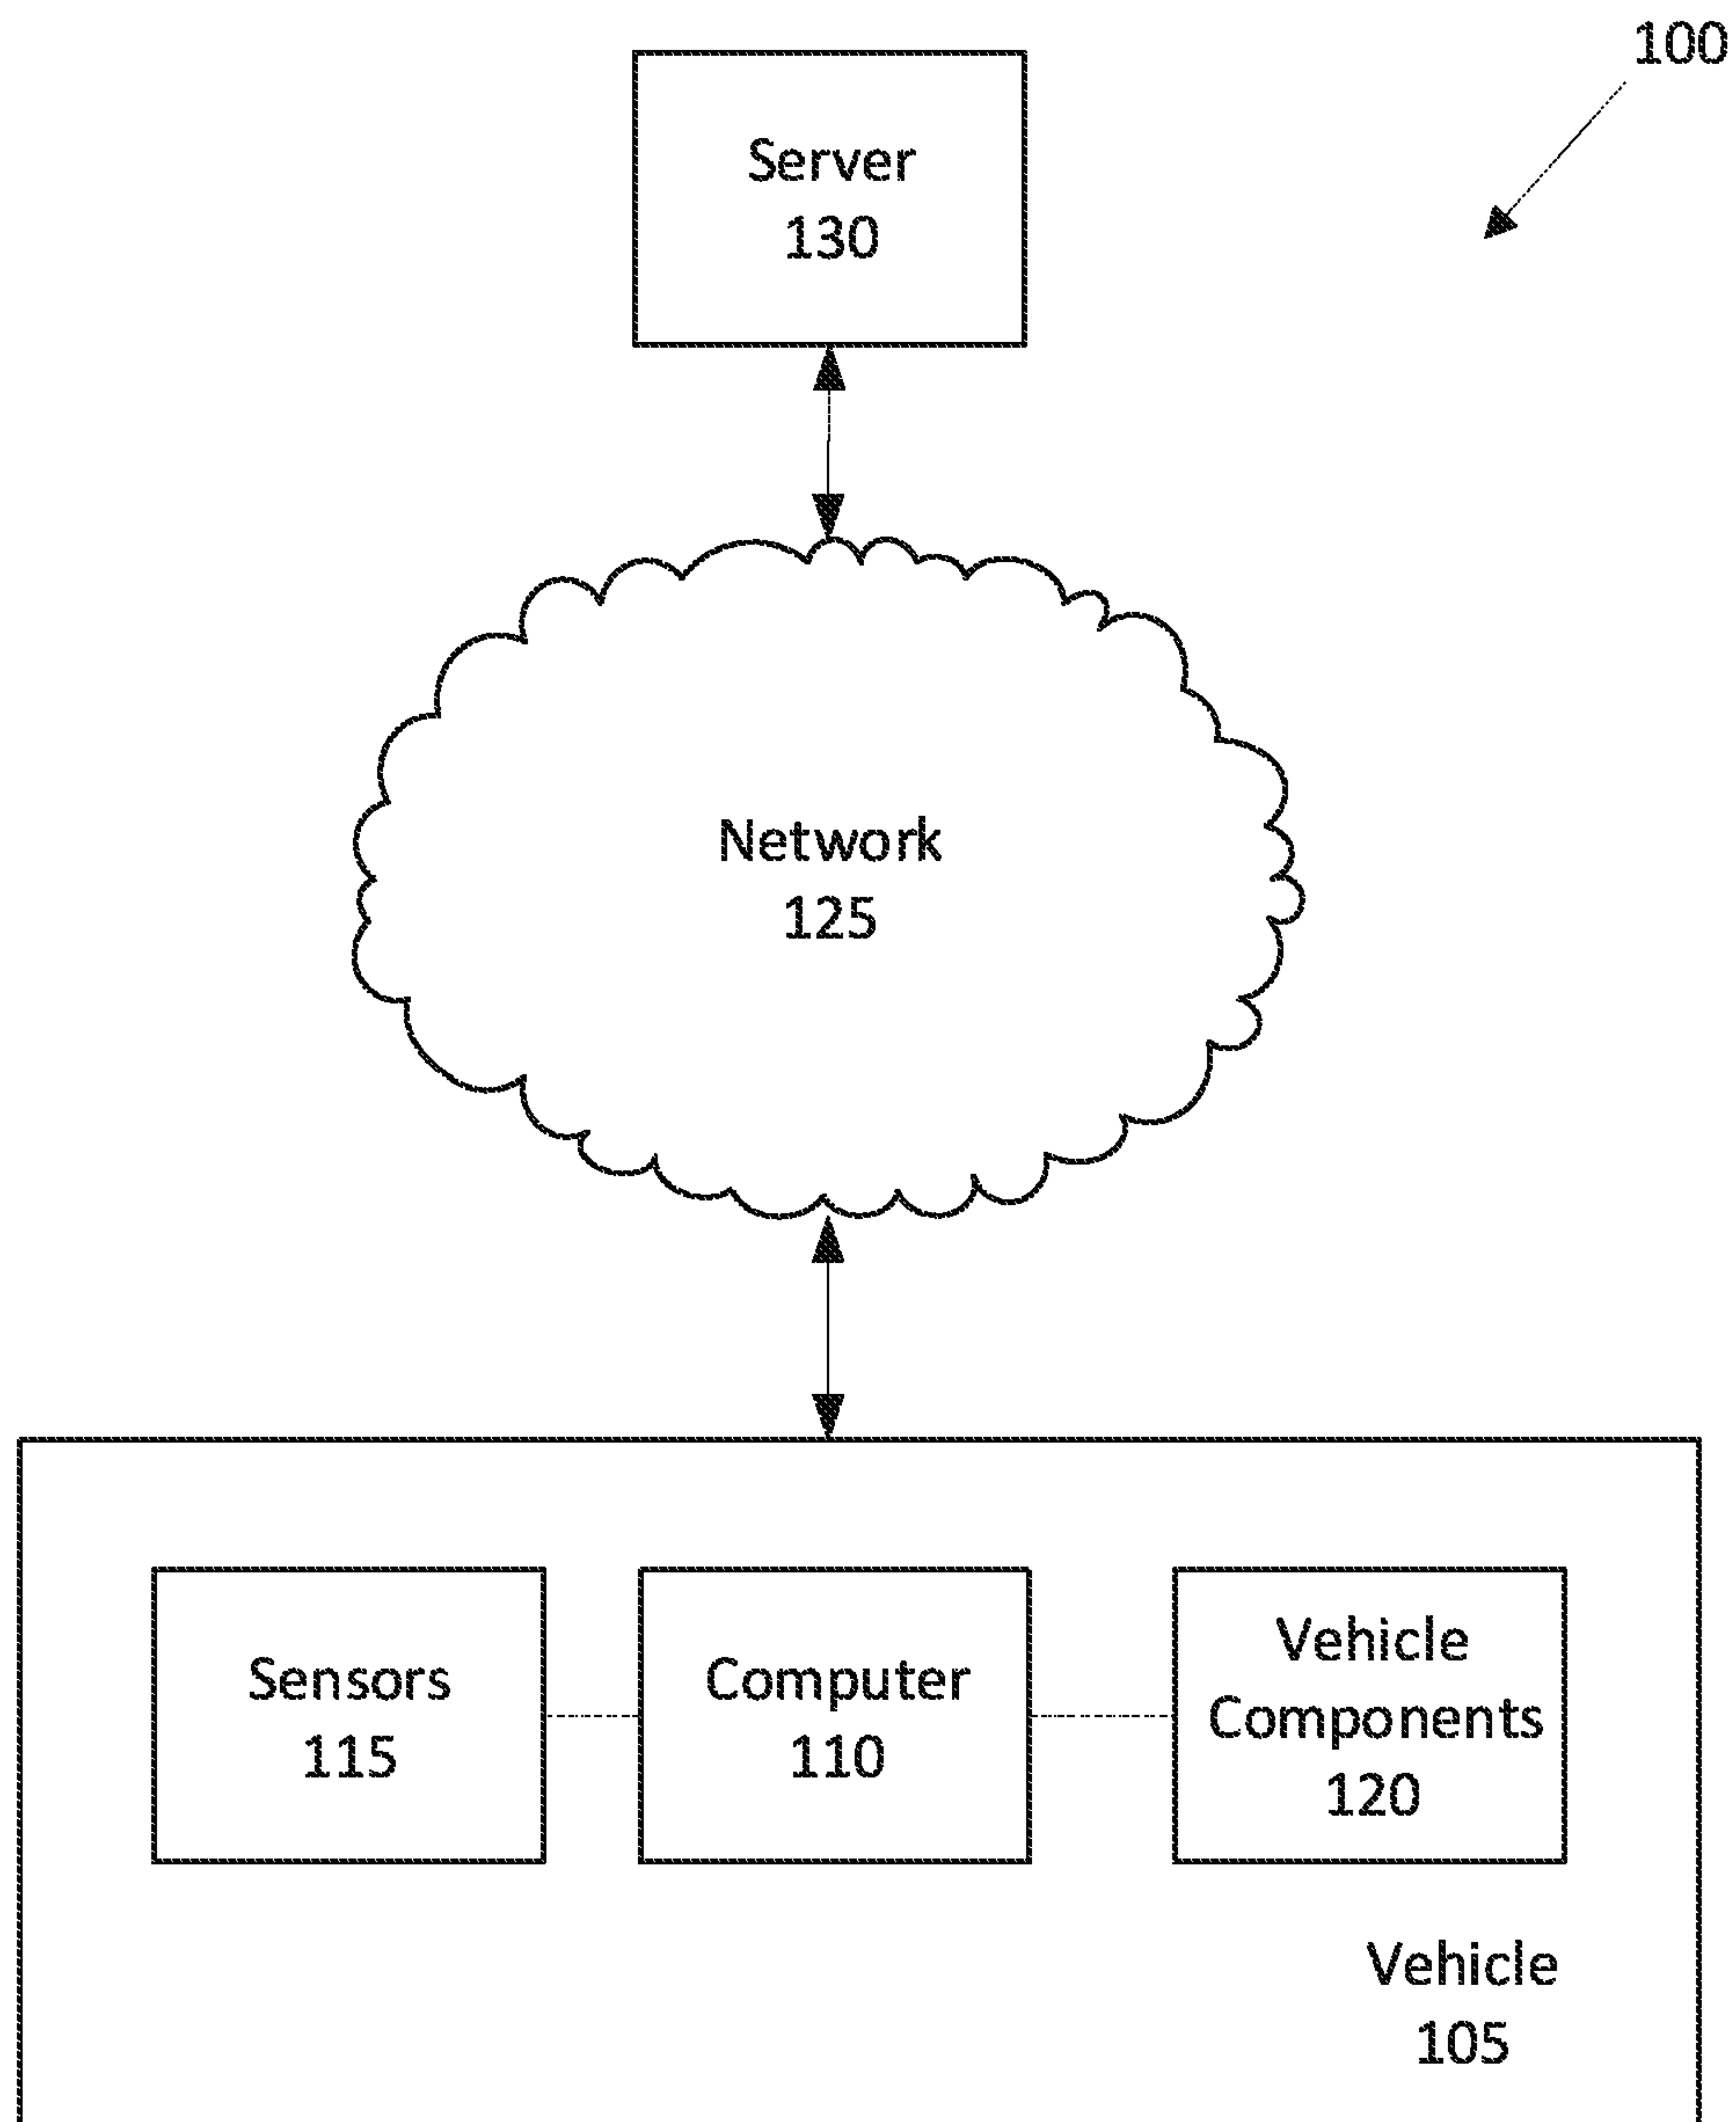 100
Server
130
Network
125
Sensors
115
Computer
110
Vehicle
Components
120
Vehicle
105